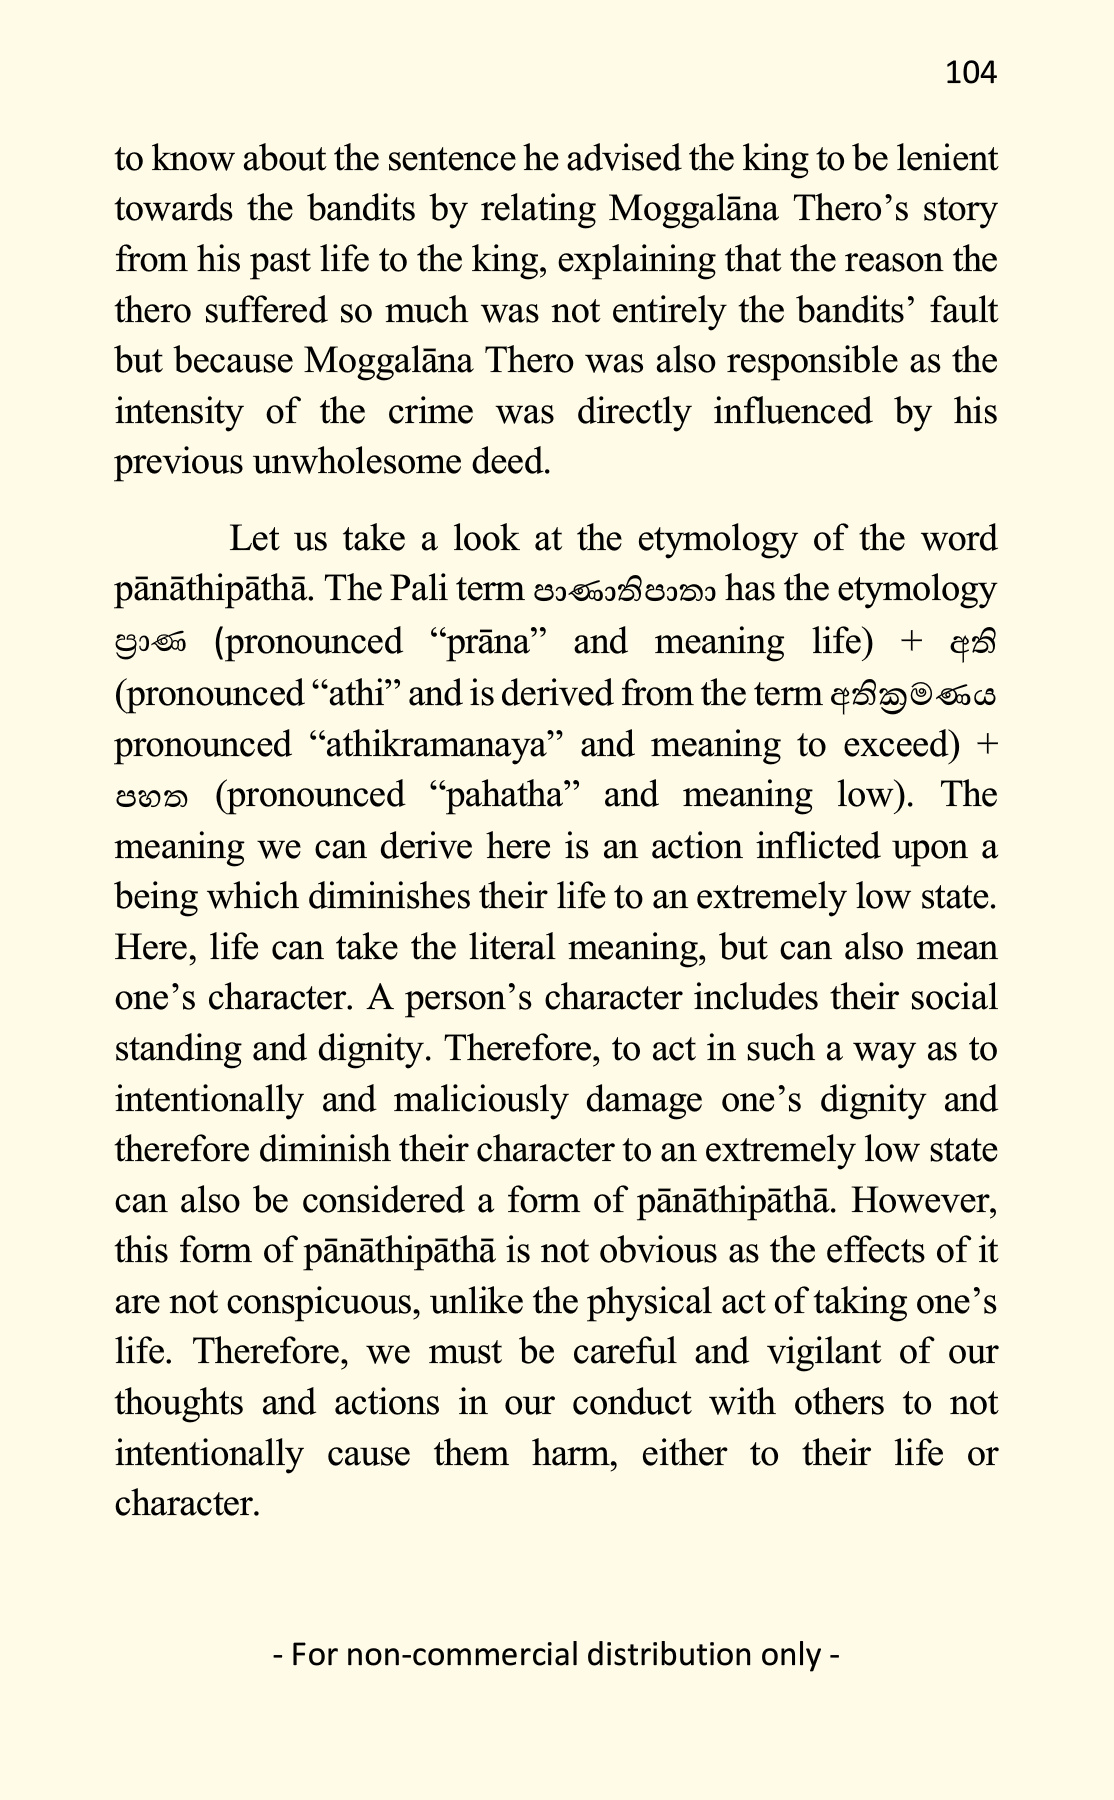 104
to know about the sentence he advised the king to be lenient
towards the bandits by relating Moggalāna Thero’s story
from his past life to the king, explaining that the reason the
thero suffered so much was not entirely the bandits’ fault
but because Moggalāna Thero was also responsible as the
intensity of the crime was directly influenced by his
previous unwholesome deed.
Let us take a look at the etymology of the word
pānāthipāthā. The Pali term පාණාතිපාතා has the etymology
ප්‍රාණ (pronounced “prāna” and meaning life) + අති
(pronounced “athi” and is derived from the term අතික්‍රමණය
pronounced “athikramanaya” and meaning to exceed) +
පහත (pronounced “pahatha” and meaning low). The
meaning we can derive here is an action inflicted upon a
being which diminishes their life to an extremely low state.
Here, life can take the literal meaning, but can also mean
one’s character. A person’s character includes their social
standing and dignity. Therefore, to act in such a way as to
intentionally and maliciously damage one’s dignity and
therefore diminish their character to an extremely low state
can also be considered a form of pānāthipāthā. However,
this form of pānāthipāthā is not obvious as the effects of it
are not conspicuous, unlike the physical act of taking one’s
life. Therefore, we must be careful and vigilant of our
thoughts and actions in our conduct with others to not
intentionally cause them harm, either to their life or
character.
- For non-commercial distribution only -